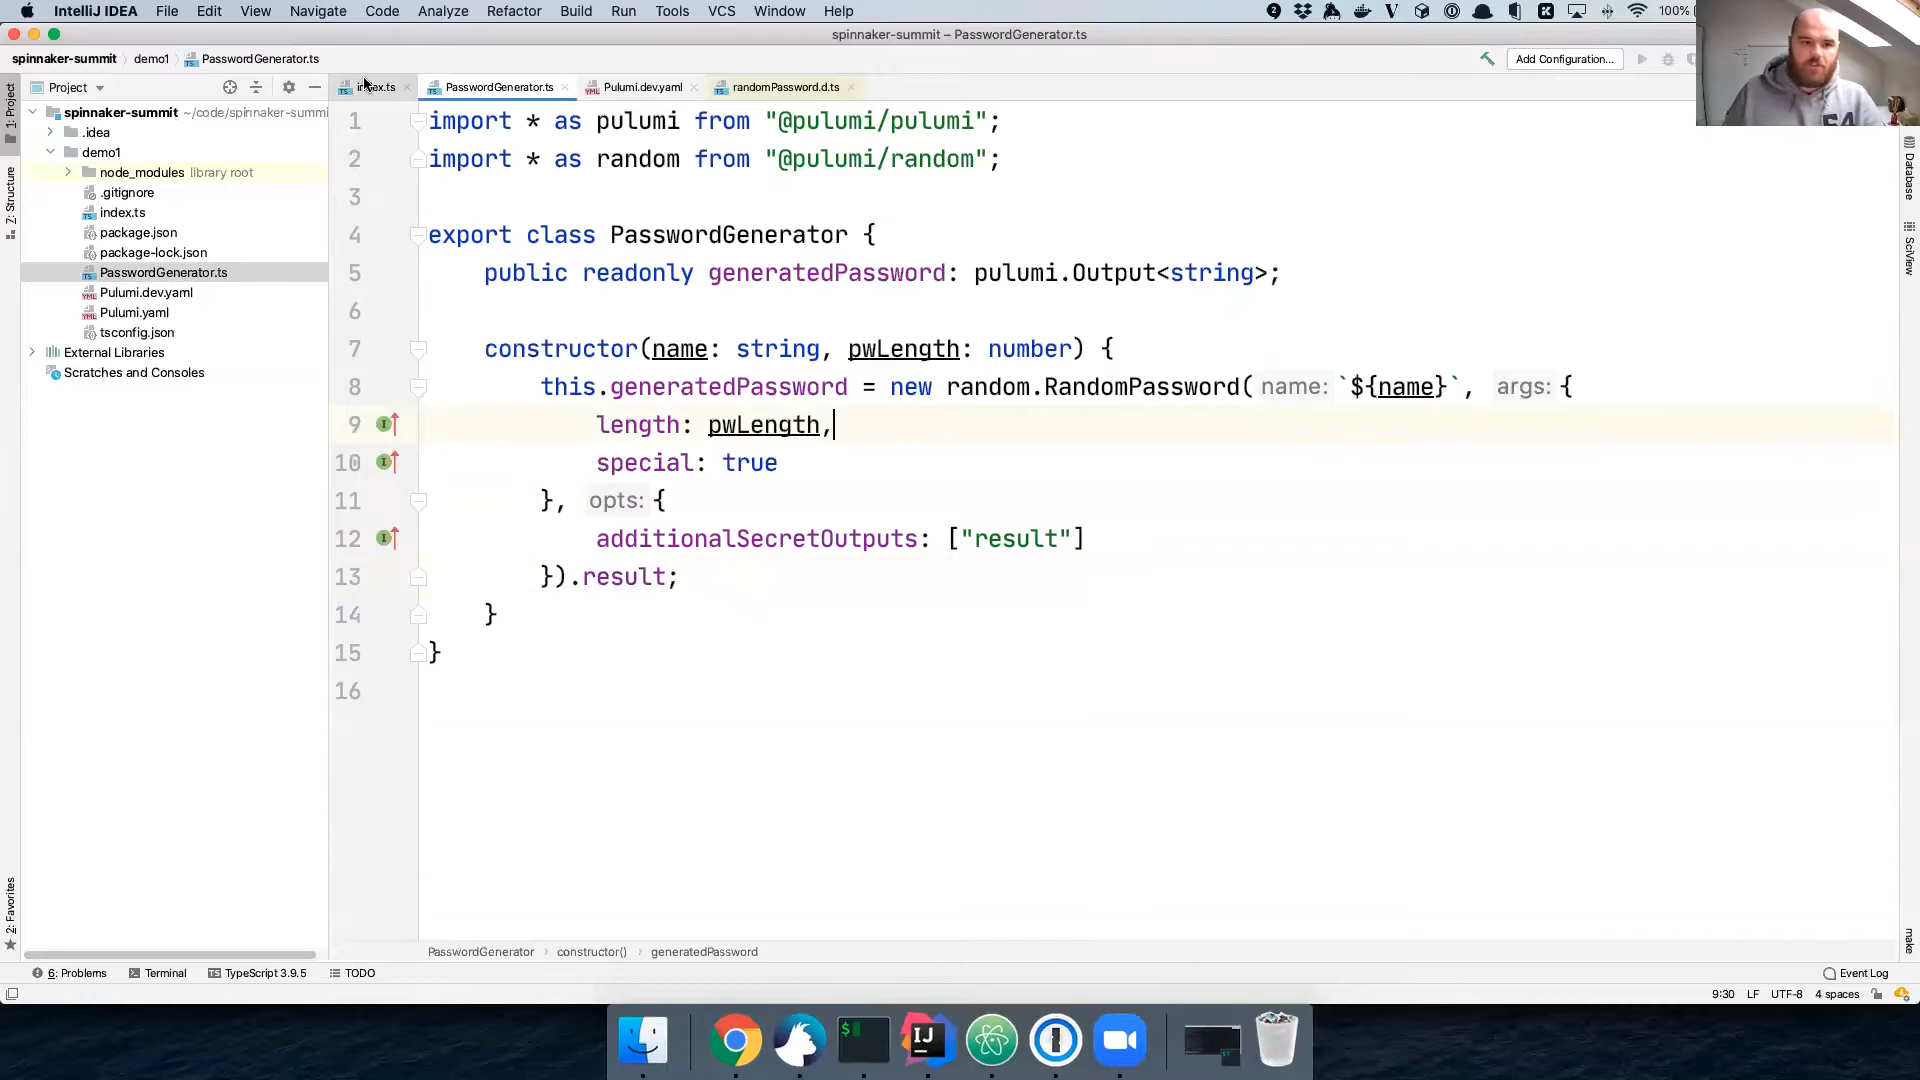 IntelliJ IDEA File Edit View Navigate Code Analyze Refactor Build Run Tools VCS Window Help 100%
spinnaker-summit – PasswordGenerator.ts
spinnaker-summit demo1 PasswordGenerator.ts Add Configuration...
Project
index.ts PasswordGenerator.ts Pulumi.dev.yaml randomPassword.d.ts
1: Project
7: Structure
2: Favorites
spinnaker-summit ~/code/spinnaker-summi
.idea
demo1
node_modules library root
.gitignore
index.ts
package.json
package-lock.json
PasswordGenerator.ts
Pulumi.dev.yaml
Pulumi.yaml
tsconfig.json
External Libraries
Scratches and Consoles
1 import * as pulumi from "@pulumi/pulumi";
2 import * as random from "@pulumi/random";
3
4 export class PasswordGenerator {
5 public readonly generatedPassword: pulumi.Output<string>;
6
7 constructor(name: string, pwLength: number) {
8 this.generatedPassword = new random.RandomPassword( name: `${name}`, args: {
9 length: pwLength,
10 special: true
11 }, opts: {
12 additionalSecretOutputs: ["result"]
13 }).result;
14 }
15 }
16
Database
SciView
make
PasswordGenerator constructor() generatedPassword
6: Problems Terminal TypeScript 3.9.5 TODO Event Log
9:30 LF UTF-8 4 spaces